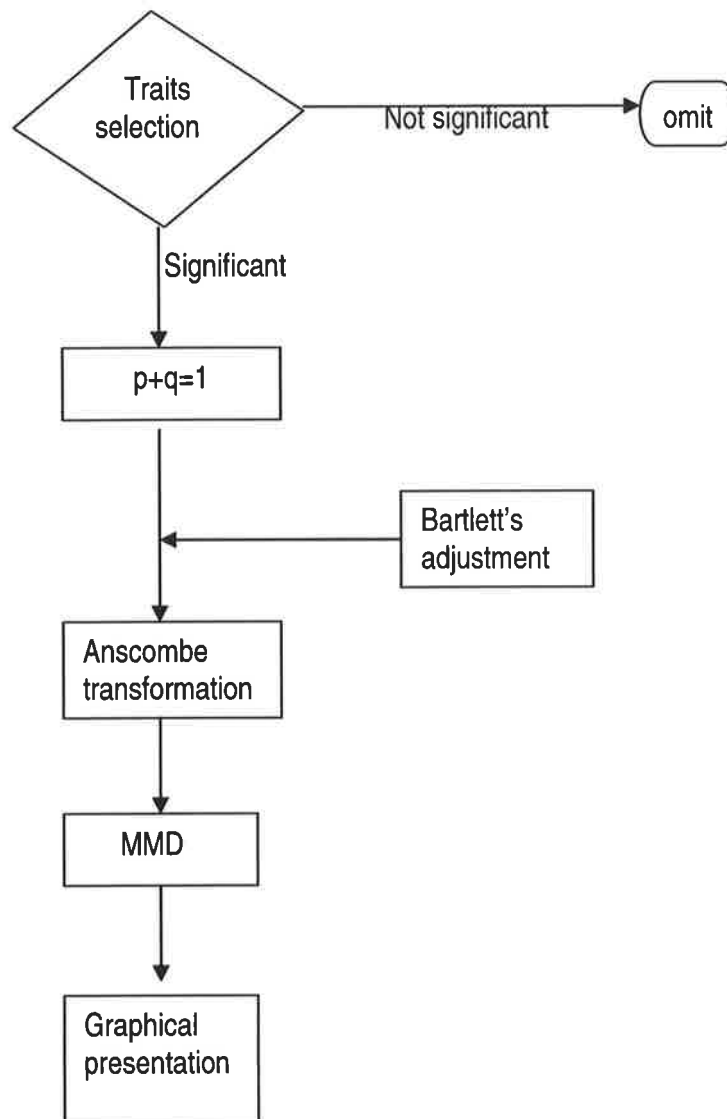 Traits
selection
Not significant
omit
Significant
p+q=1
Bartlett's
adjustment
Anscombe
transformation
MMD
Graphical
presentation